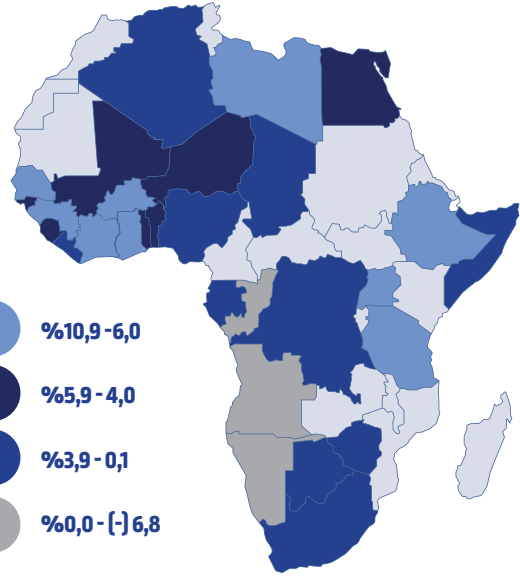 %10,9 - 6,0
%5,9 - 4,0
%3,9 - 0,1
%0,0 - (-) 6,8